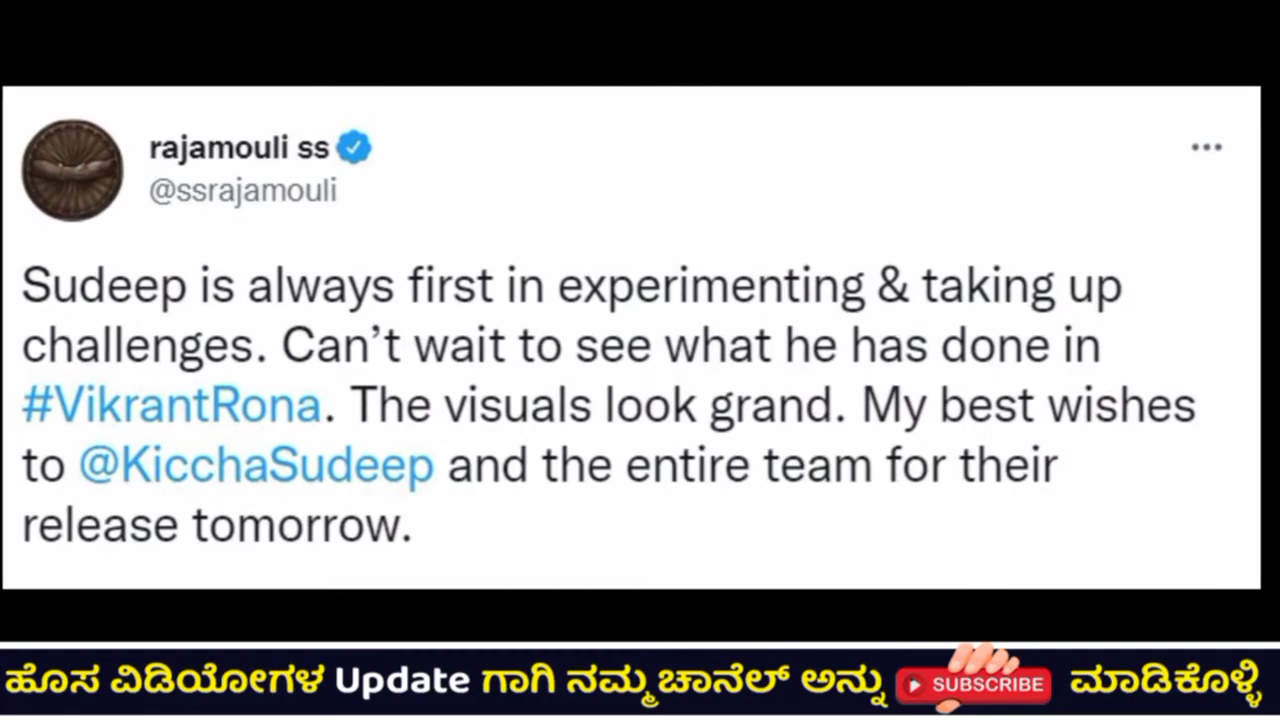 rajamouli ss
@ssrajamouli
Sudeep is always first in experimenting & taking up
challenges. Can’t wait to see what he has done in
#VikrantRona. The visuals look grand. My best wishes
to @KicchaSudeep and the entire team for their
release tomorrow.
ಹೊಸ ವಿಡಿಯೋಗಳ Update ಗಾಗಿ ನಮ್ಮ ಚಾನೆಲ್ ಅನ್ನು SUBSCRIBE ಮಾಡಿಕೊಳ್ಳಿ